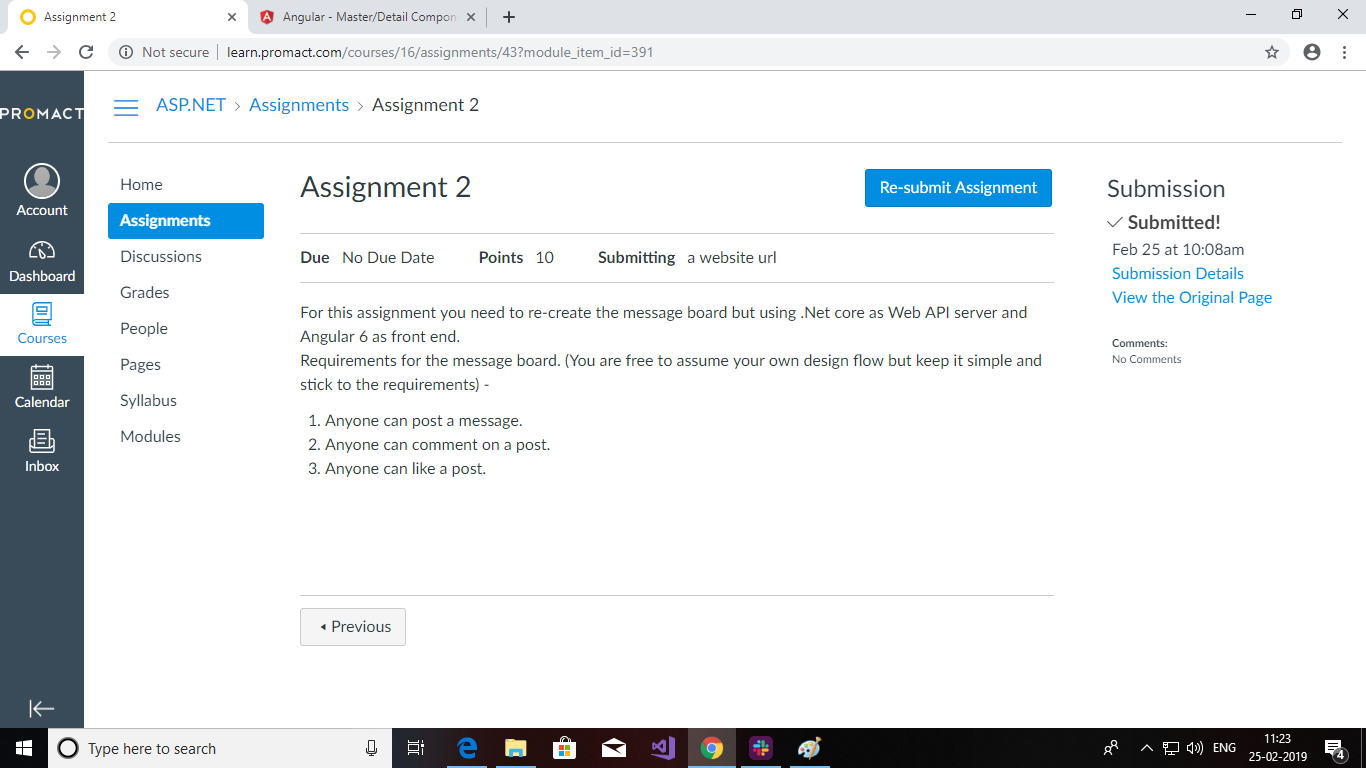 Assignment 2
Angular - Master/Detail Compon
Not secure
learn.promact.com/courses/16/assignments/43?module_item_id=391
PROMACT
Account
Dashboard
Courses
Calendar
Inbox
ASP.NET > Assignments > Assignment 2
Home
Assignments
Discussions
Grades
People
Pages
Syllabus
Modules
Assignment 2
Re-submit Assignment
Due No Due Date Points 10 Submitting a website url
For this assignment you need to re-create the message board but using .Net core as Web API server and
Angular 6 as front end.
Requirements for the message board. (You are free to assume your own design flow but keep it simple and
stick to the requirements) -
1. Anyone can post a message.
2. Anyone can comment on a post.
3. Anyone can like a post.
Previous
Submission
Submitted!
Feb 25 at 10:08am
Submission Details
View the Original Page
Comments:
No Comments
Type here to search
ENG
11:23
25-02-2019
4